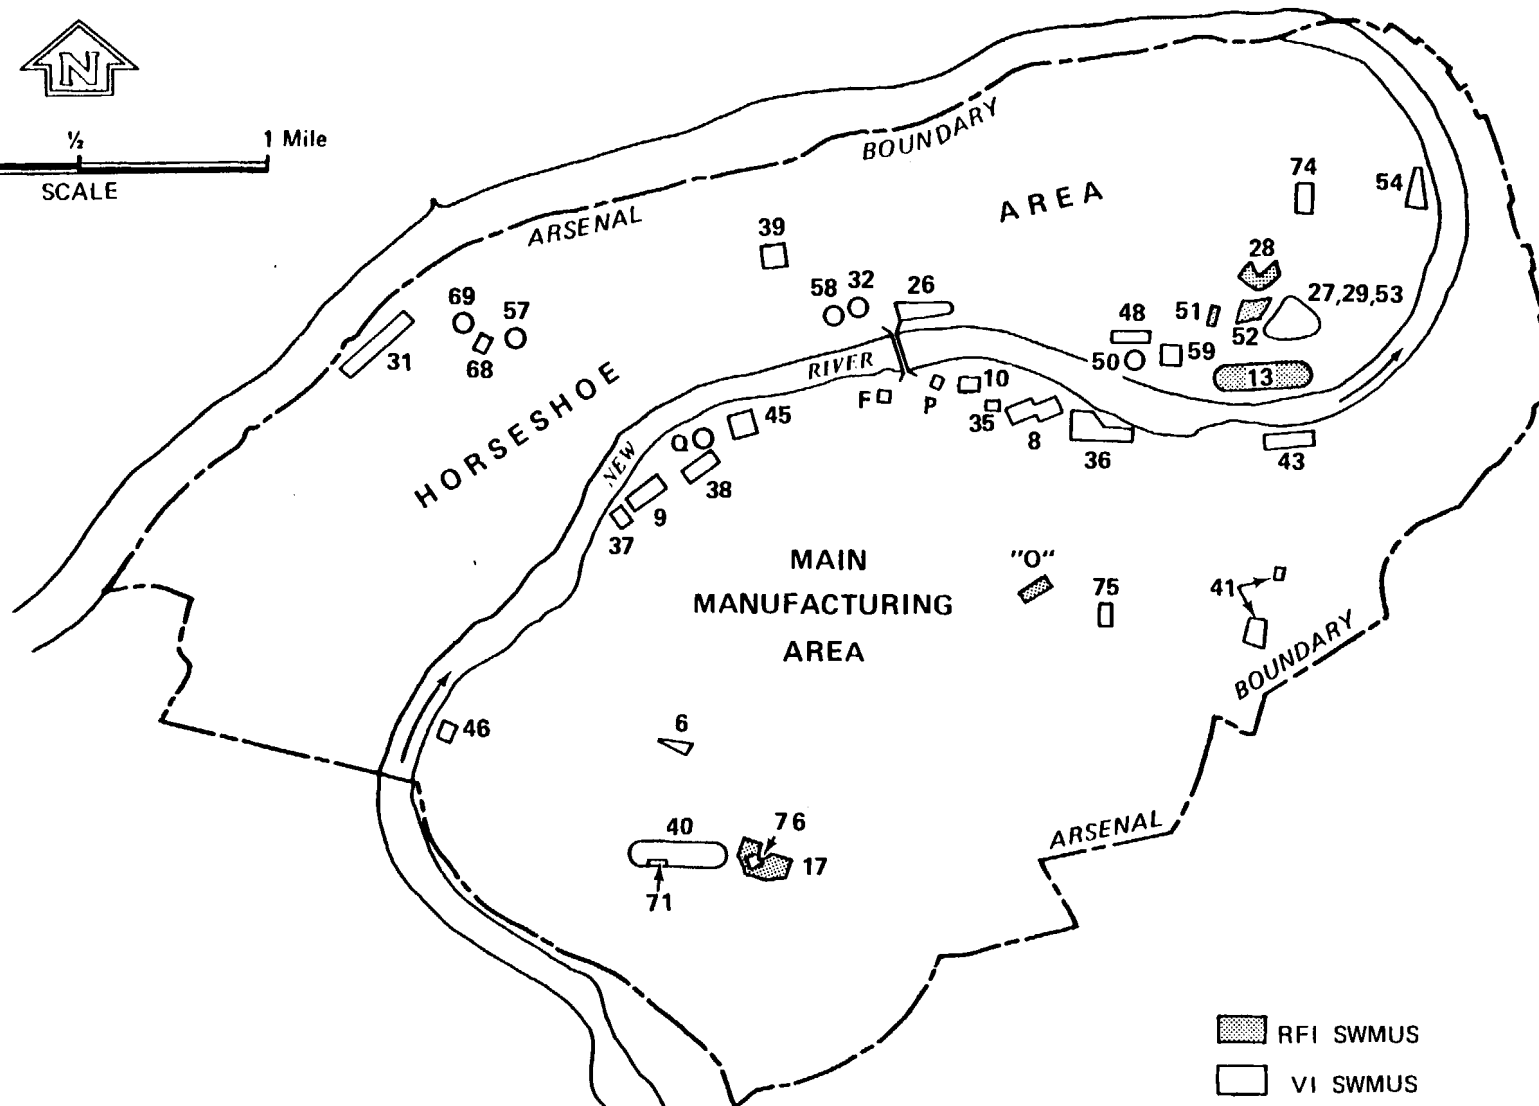 N
½ 1 Mile
SCALE
BOUNDARY
ARSENAL
AREA
74
54
39
28
69
57
58
32
26
27,29,53
51
52
48
31
68
59
50
RIVER
13
HORSESHOE
F
P
10
45
35
8
Q
36
43
NEW
38
9
37
MAIN
MANUFACTURING
AREA
"O"
75
41
BOUNDARY
46
6
ARSENAL
40
76
17
71
RFI SWMUS
VI SWMUS